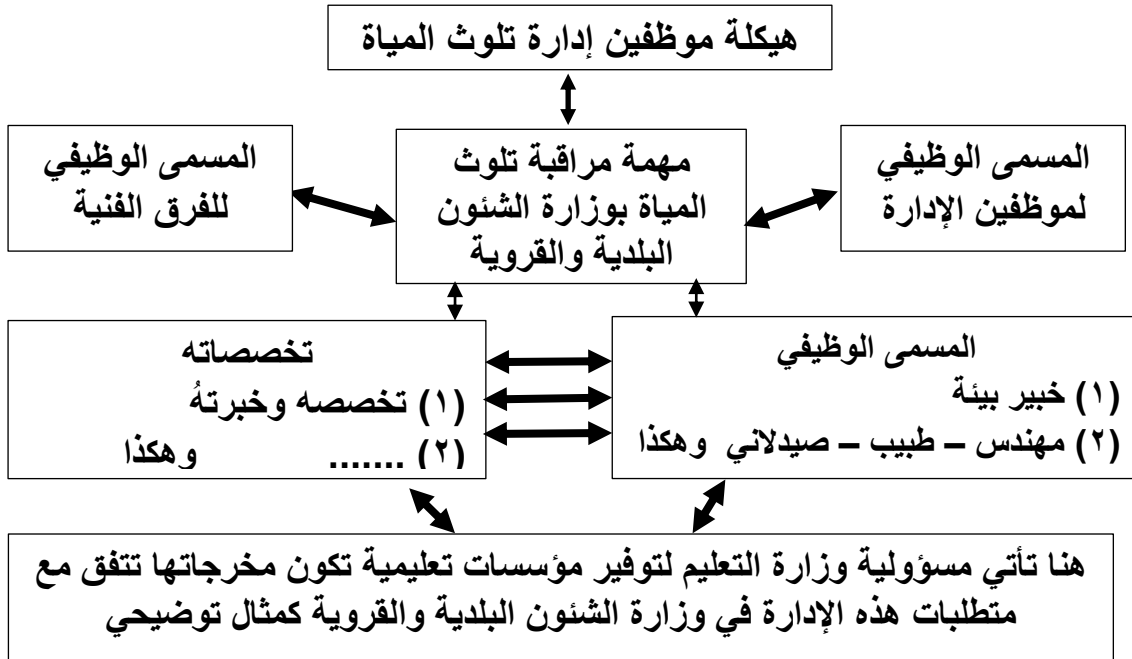 هيكلة موظفين إدارة تلوث المياة
المسمى الوظيفي
لموظفين الإدارة
مهمة مراقبة تلوث
المياة بوزارة الشئون
البلدية والقروية
المسمى الوظيفي
للفرق الفنية
المسمى الوظيفي
(١) خبير بيئة
(٢) مهندس – طبيب – صيدلاني وهكذا
تخصصاته
(١) تخصصه وخبرتهُ
(٢) ....... وهكذا
هنا تأتي مسؤولية وزارة التعليم لتوفير مؤسسات تعليمية تكون مخرجاتها تتفق مع
متطلبات هذه الإدارة في وزارة الشئون البلدية والقروية كمثال توضيحي